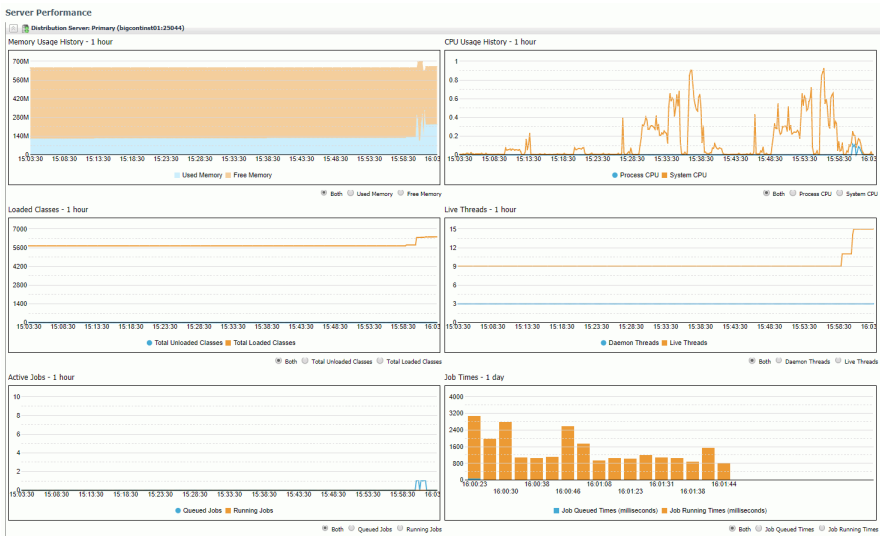 Server Performance
Distribution Server: Primary (bigcontinst01:25044)
Memory Usage History - 1 hour
700M
560M
420M
280M
140M
15:03:30 15:08:30 15:13:30 15:18:30 15:23:30 15:28:30 15:33:30 15:38:30 15:43:30 15:48:30 15:53:30 15:58:30 16:03
Used Memory Free Memory
Both Used Memory Free Memory
CPU Usage History - 1 hour
1
0.8
0.6
0.4
0.2
0
15:03:30 15:08:30 15:13:30 15:18:30 15:23:30 15:28:30 15:33:30 15:38:30 15:43:30 15:48:30 15:53:30 15:58:30 16:03
Process CPU System CPU
Both Process CPU System CPU
Loaded Classes - 1 hour
7000
5600
4200
2800
1400
0
15:03:30 15:08:30 15:13:30 15:18:30 15:23:30 15:28:30 15:33:30 15:38:30 15:43:30 15:48:30 15:53:30 15:58:30 16:03
Total Unloaded Classes Total Loaded Classes
Both Total Unloaded Classes Total Loaded Classes
Live Threads - 1 hour
15
12
9
6
3
0
15:03:30 15:08:30 15:13:30 15:18:30 15:23:30 15:28:30 15:33:30 15:38:30 15:43:30 15:48:30 15:53:30 15:58:30 16:03
Daemon Threads Live Threads
Both Daemon Threads Live Threads
Active Jobs - 1 hour
10
8
6
4
2
0
15:03:30 15:08:30 15:13:30 15:18:30 15:23:30 15:28:30 15:33:30 15:38:30 15:43:30 15:48:30 15:53:30 15:58:30 16:03
Queued Jobs Running Jobs
Both Queued Jobs Running Jobs
Job Times - 1 day
4000
3200
2400
1600
800
0
16:00:23 16:00:38 16:01:08 16:01:31 16:01:44
16:00:30 16:00:46 16:01:23 16:01:38
Job Queued Times (milliseconds) Job Running Times (milliseconds)
Both Job Queued Times Job Running Times